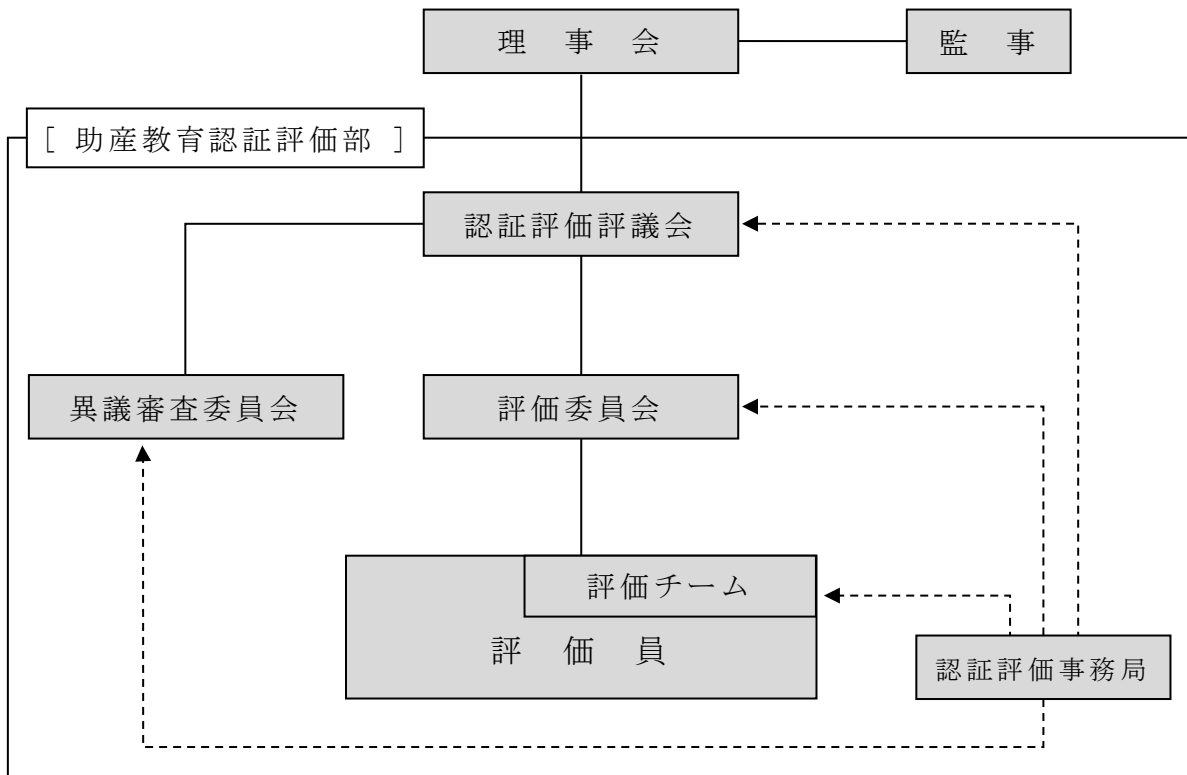 理 事 会
監 事
[ 助産教育認証評価部 ]
認証評価評議会
異議審査委員会
評価委員会
評価チーム
評 価 員
認証評価事務局